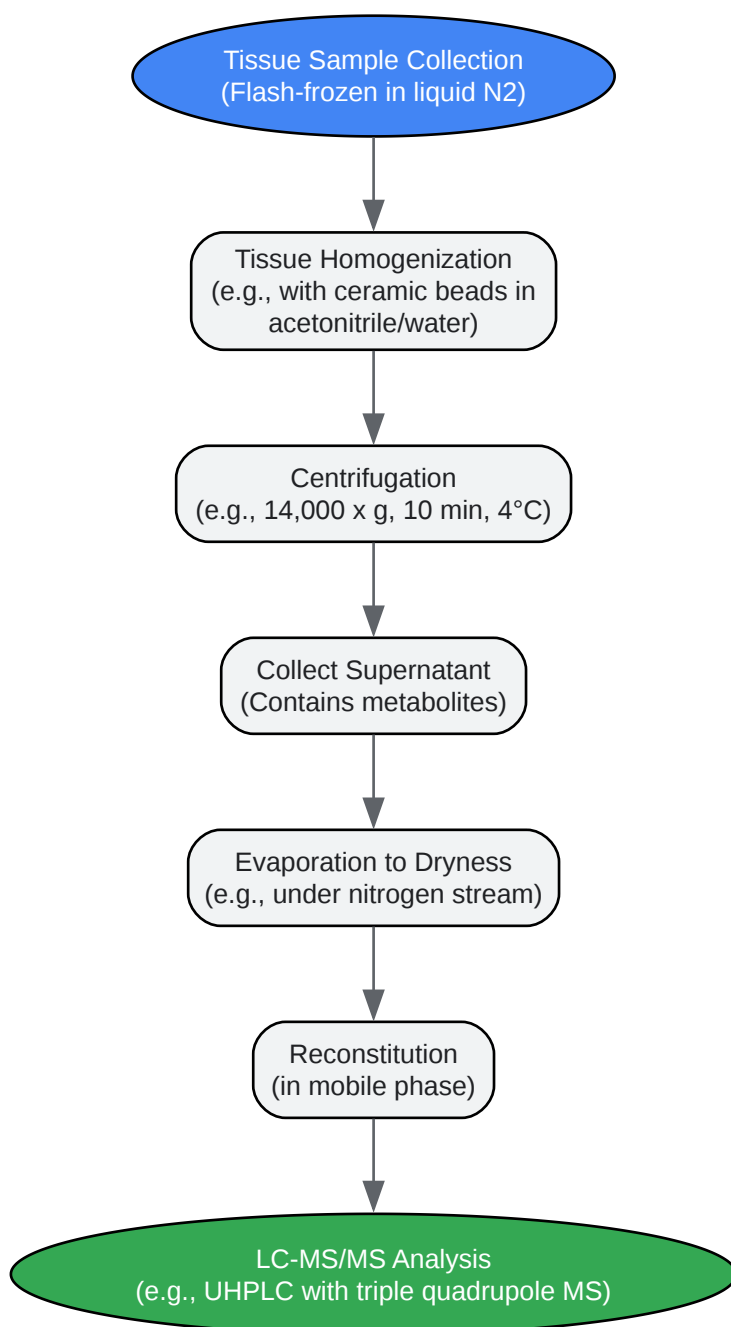 Tissue Sample Collection
(Flash-frozen in liquid N2)
Tissue Homogenization
(e.g., with ceramic beads in
acetonitrile/water)
Centrifugation
(e.g., 14,000 x g, 10 min, 4°C)
Collect Supernatant
(Contains metabolites)
Evaporation to Dryness
(e.g., under nitrogen stream)
Reconstitution
(in mobile phase)
LC-MS/MS Analysis
(e.g., UHPLC with triple quadrupole MS)